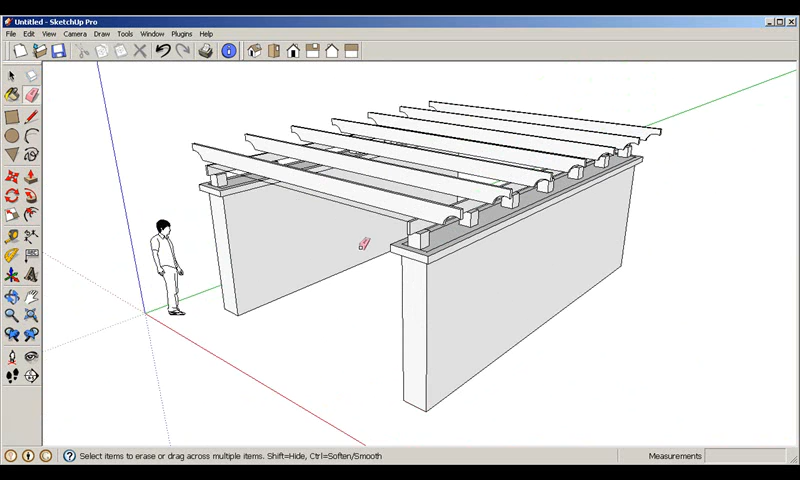 Untitled - SketchUp Pro
File Edit View Camera Draw Tools Window Plugins Help
Select items to erase or drag across multiple items. Shift=Hide, Ctrl=Soften/Smooth Measurements